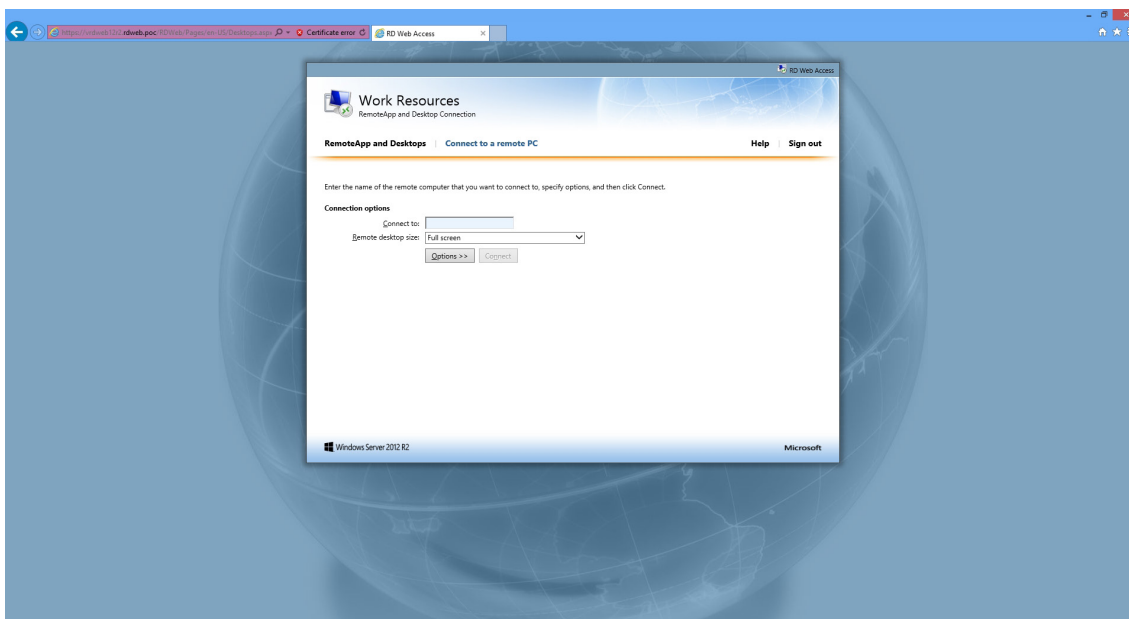 https://vrdweb12r2.rdweb.poc/RDWeb/Pages/en-US/Desktops.aspx
Certificate error
RD Web Access
RD Web Access
Work Resources
RemoteApp and Desktop Connection
RemoteApp and Desktops | Connect to a remote PC
Help | Sign out
Enter the name of the remote computer that you want to connect to, specify options, and then click Connect.
Connection options
Connect to:
Remote desktop size: Full screen
Options >> Connect
Windows Server 2012 R2
Microsoft